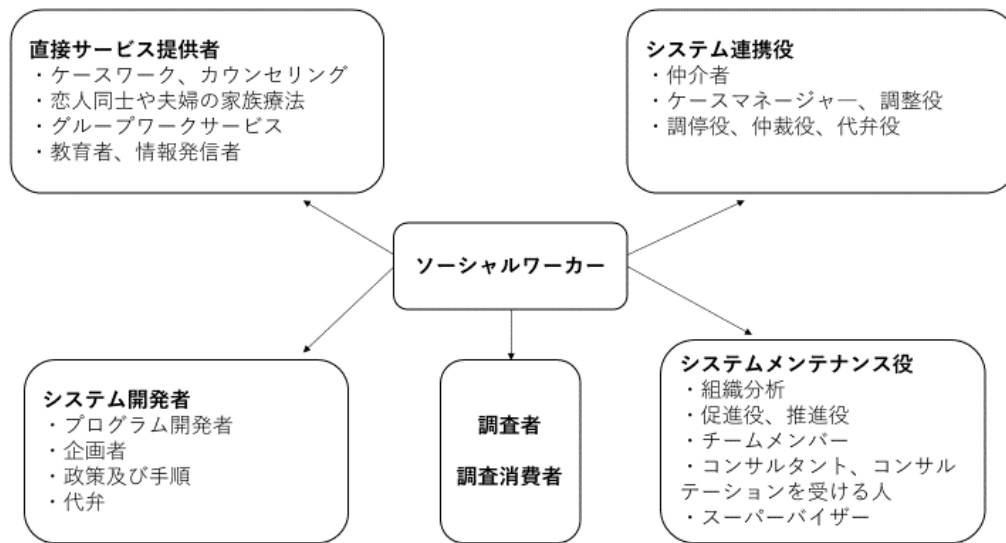 直接サービス提供者
・ケースワーク、カウンセリング
・恋人同士や夫婦の家族療法
・グループワークサービス
・教育者、情報発信者
システム連携役
・仲介者
・ケースマネージャ―、調整役
・調停役、仲裁役、代弁役
ソーシャルワーカー
システム開発者
・プログラム開発者
・企画者
・政策及び手順
・代弁
調査者
調査消費者
システムメンテナンス役
・組織分析
・促進役、推進役
・チームメンバー
・コンサルタント、コンサル
テーションを受ける人
・スーパーバイザー